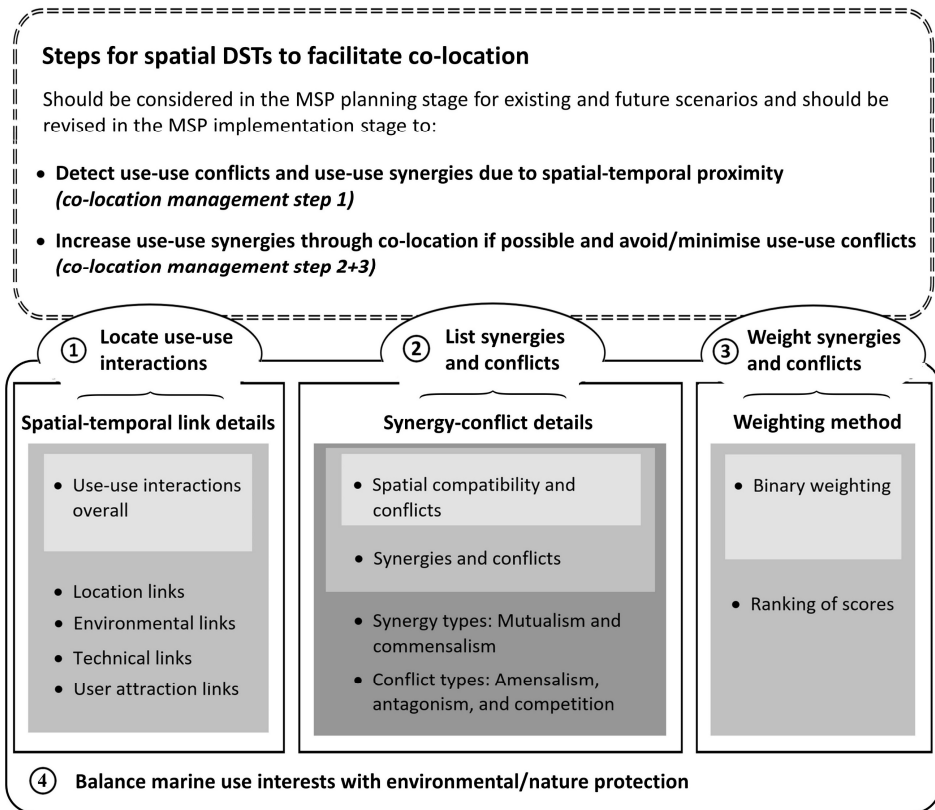 Steps for spatial DSTs to facilitate co-location
Should be considered in the MSP planning stage for existing and future scenarios and should be
revised in the MSP implementation stage to:
• Detect use-use conflicts and use-use synergies due to spatial-temporal proximity
(co-location management step 1)
• Increase use-use synergies through co-location if possible and avoid/minimise use-use conflicts
(co-location management step 2+3)
① Locate use-use
interactions
Spatial-temporal link details
• Use-use interactions
overall
• Location links
• Environmental links
• Technical links
• User attraction links
② List synergies
and conflicts
Synergy-conflict details
• Spatial compatibility and
conflicts
• Synergies and conflicts
• Synergy types: Mutualism and
commensalism
• Conflict types: Amensalism,
antagonism, and competition
③ Weight synergies
and conflicts
Weighting method
• Binary weighting
• Ranking of scores
④ Balance marine use interests with environmental/nature protection